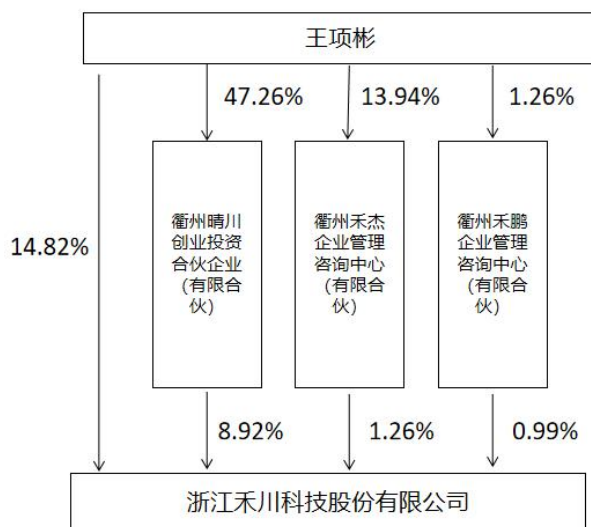 王项彬
47.26%
13.94%
1.26%
衢州晴川
创业投资
合伙企业
（有限合
伙）
衢州禾杰
企业管理
咨询中心
（有限合
伙）
衢州禾鹏
企业管理
咨询中心
（有限合
伙）
14.82%
8.92%
1.26%
0.99%
浙江禾川科技股份有限公司